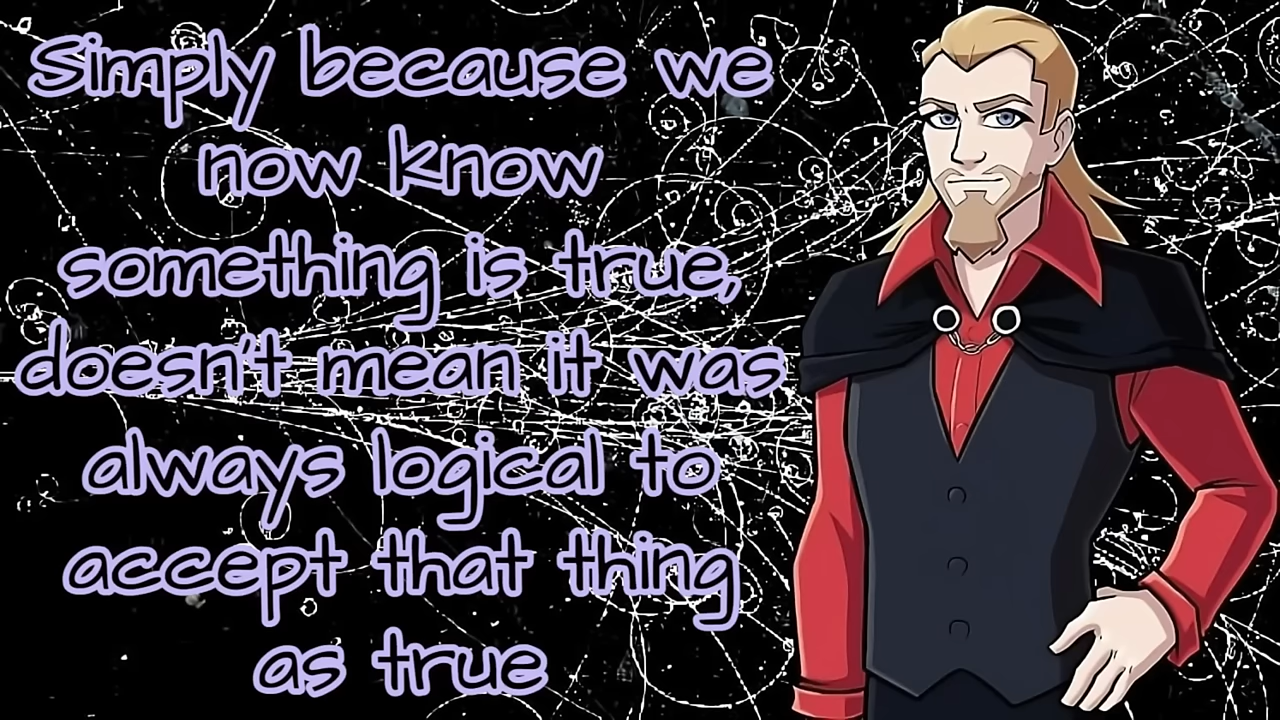 Simply because we
now know
something is true,
doesn't mean it was
always logical to
accept that thing
as true